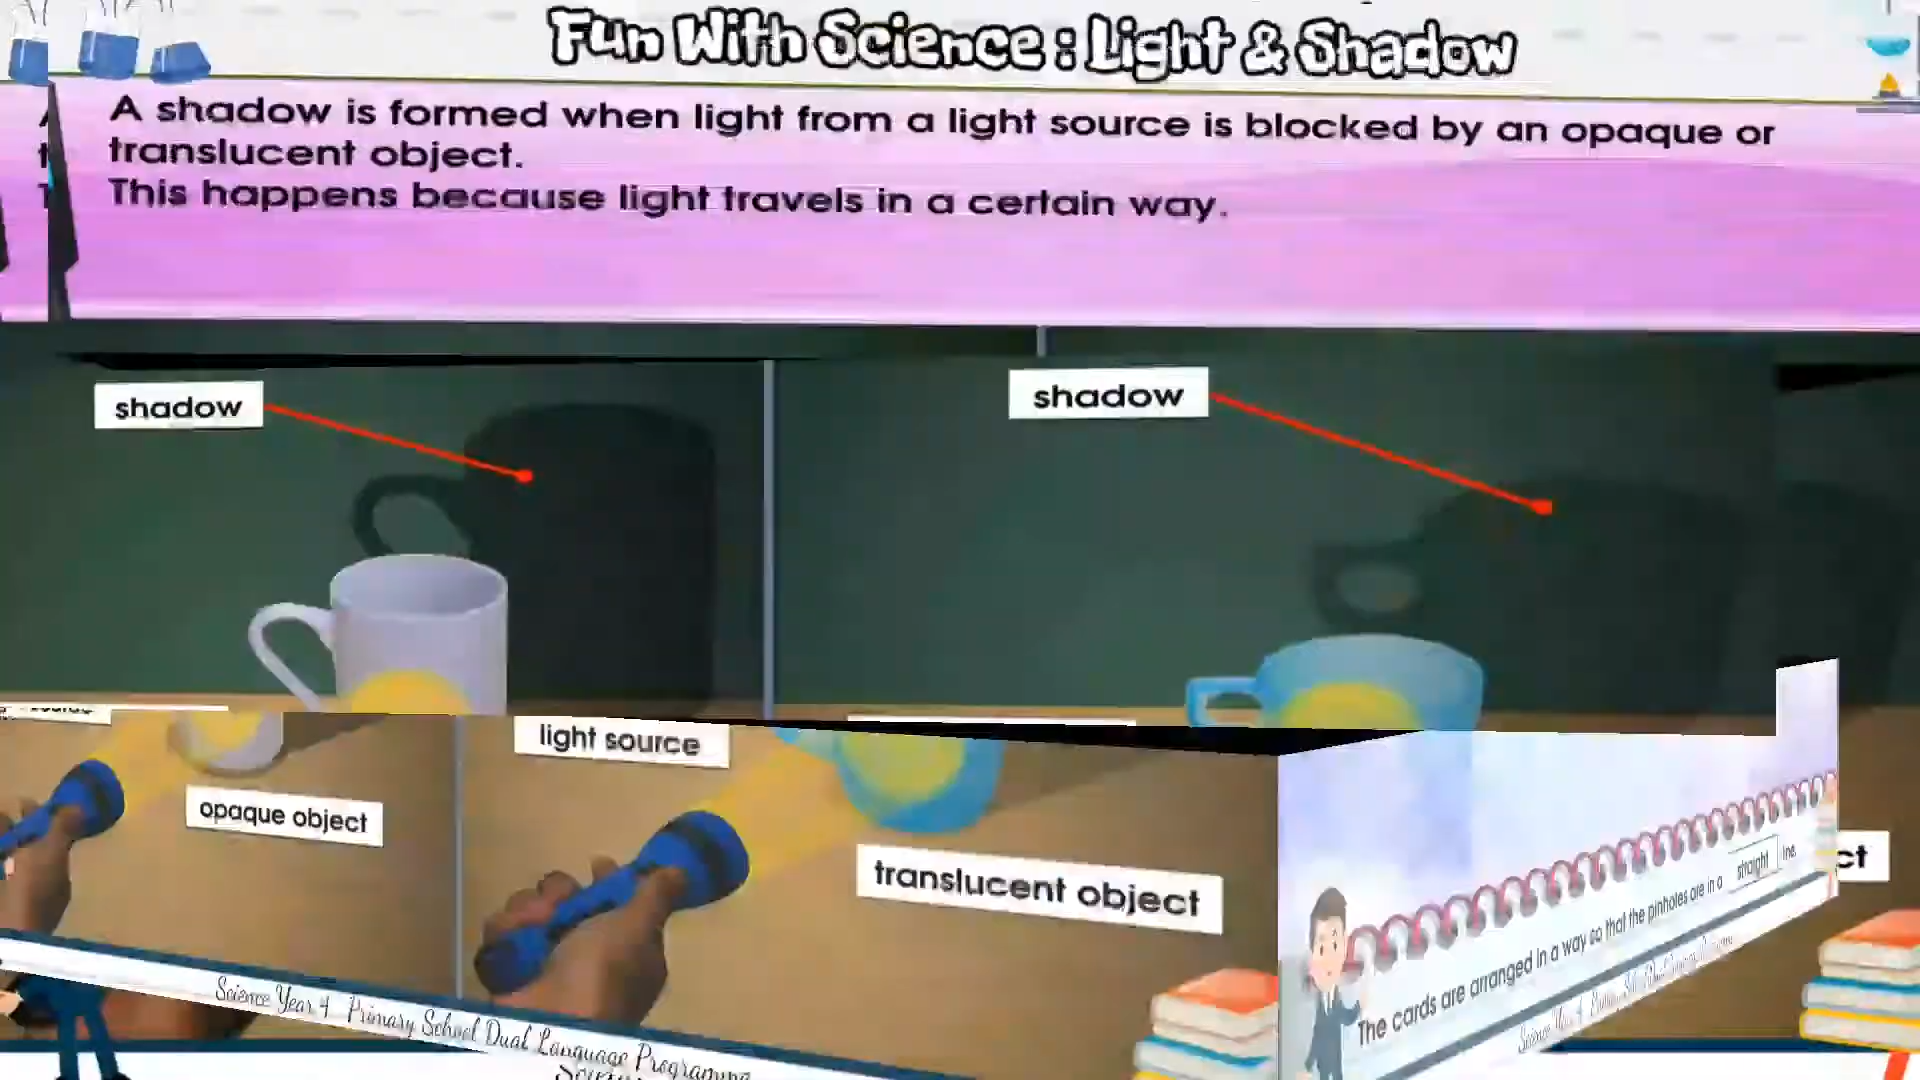 Fun With Science : Light & Shadow
A shadow is formed when light from a light source is blocked by an opaque or
translucent object.
This happens because light travels in a certain way.
shadow
shadow
light source
opaque object
translucent object
straight
The cards are arranged in a way so that the pinholes are in a straight line.
Science Year 4 Primary School Dual Language Programme